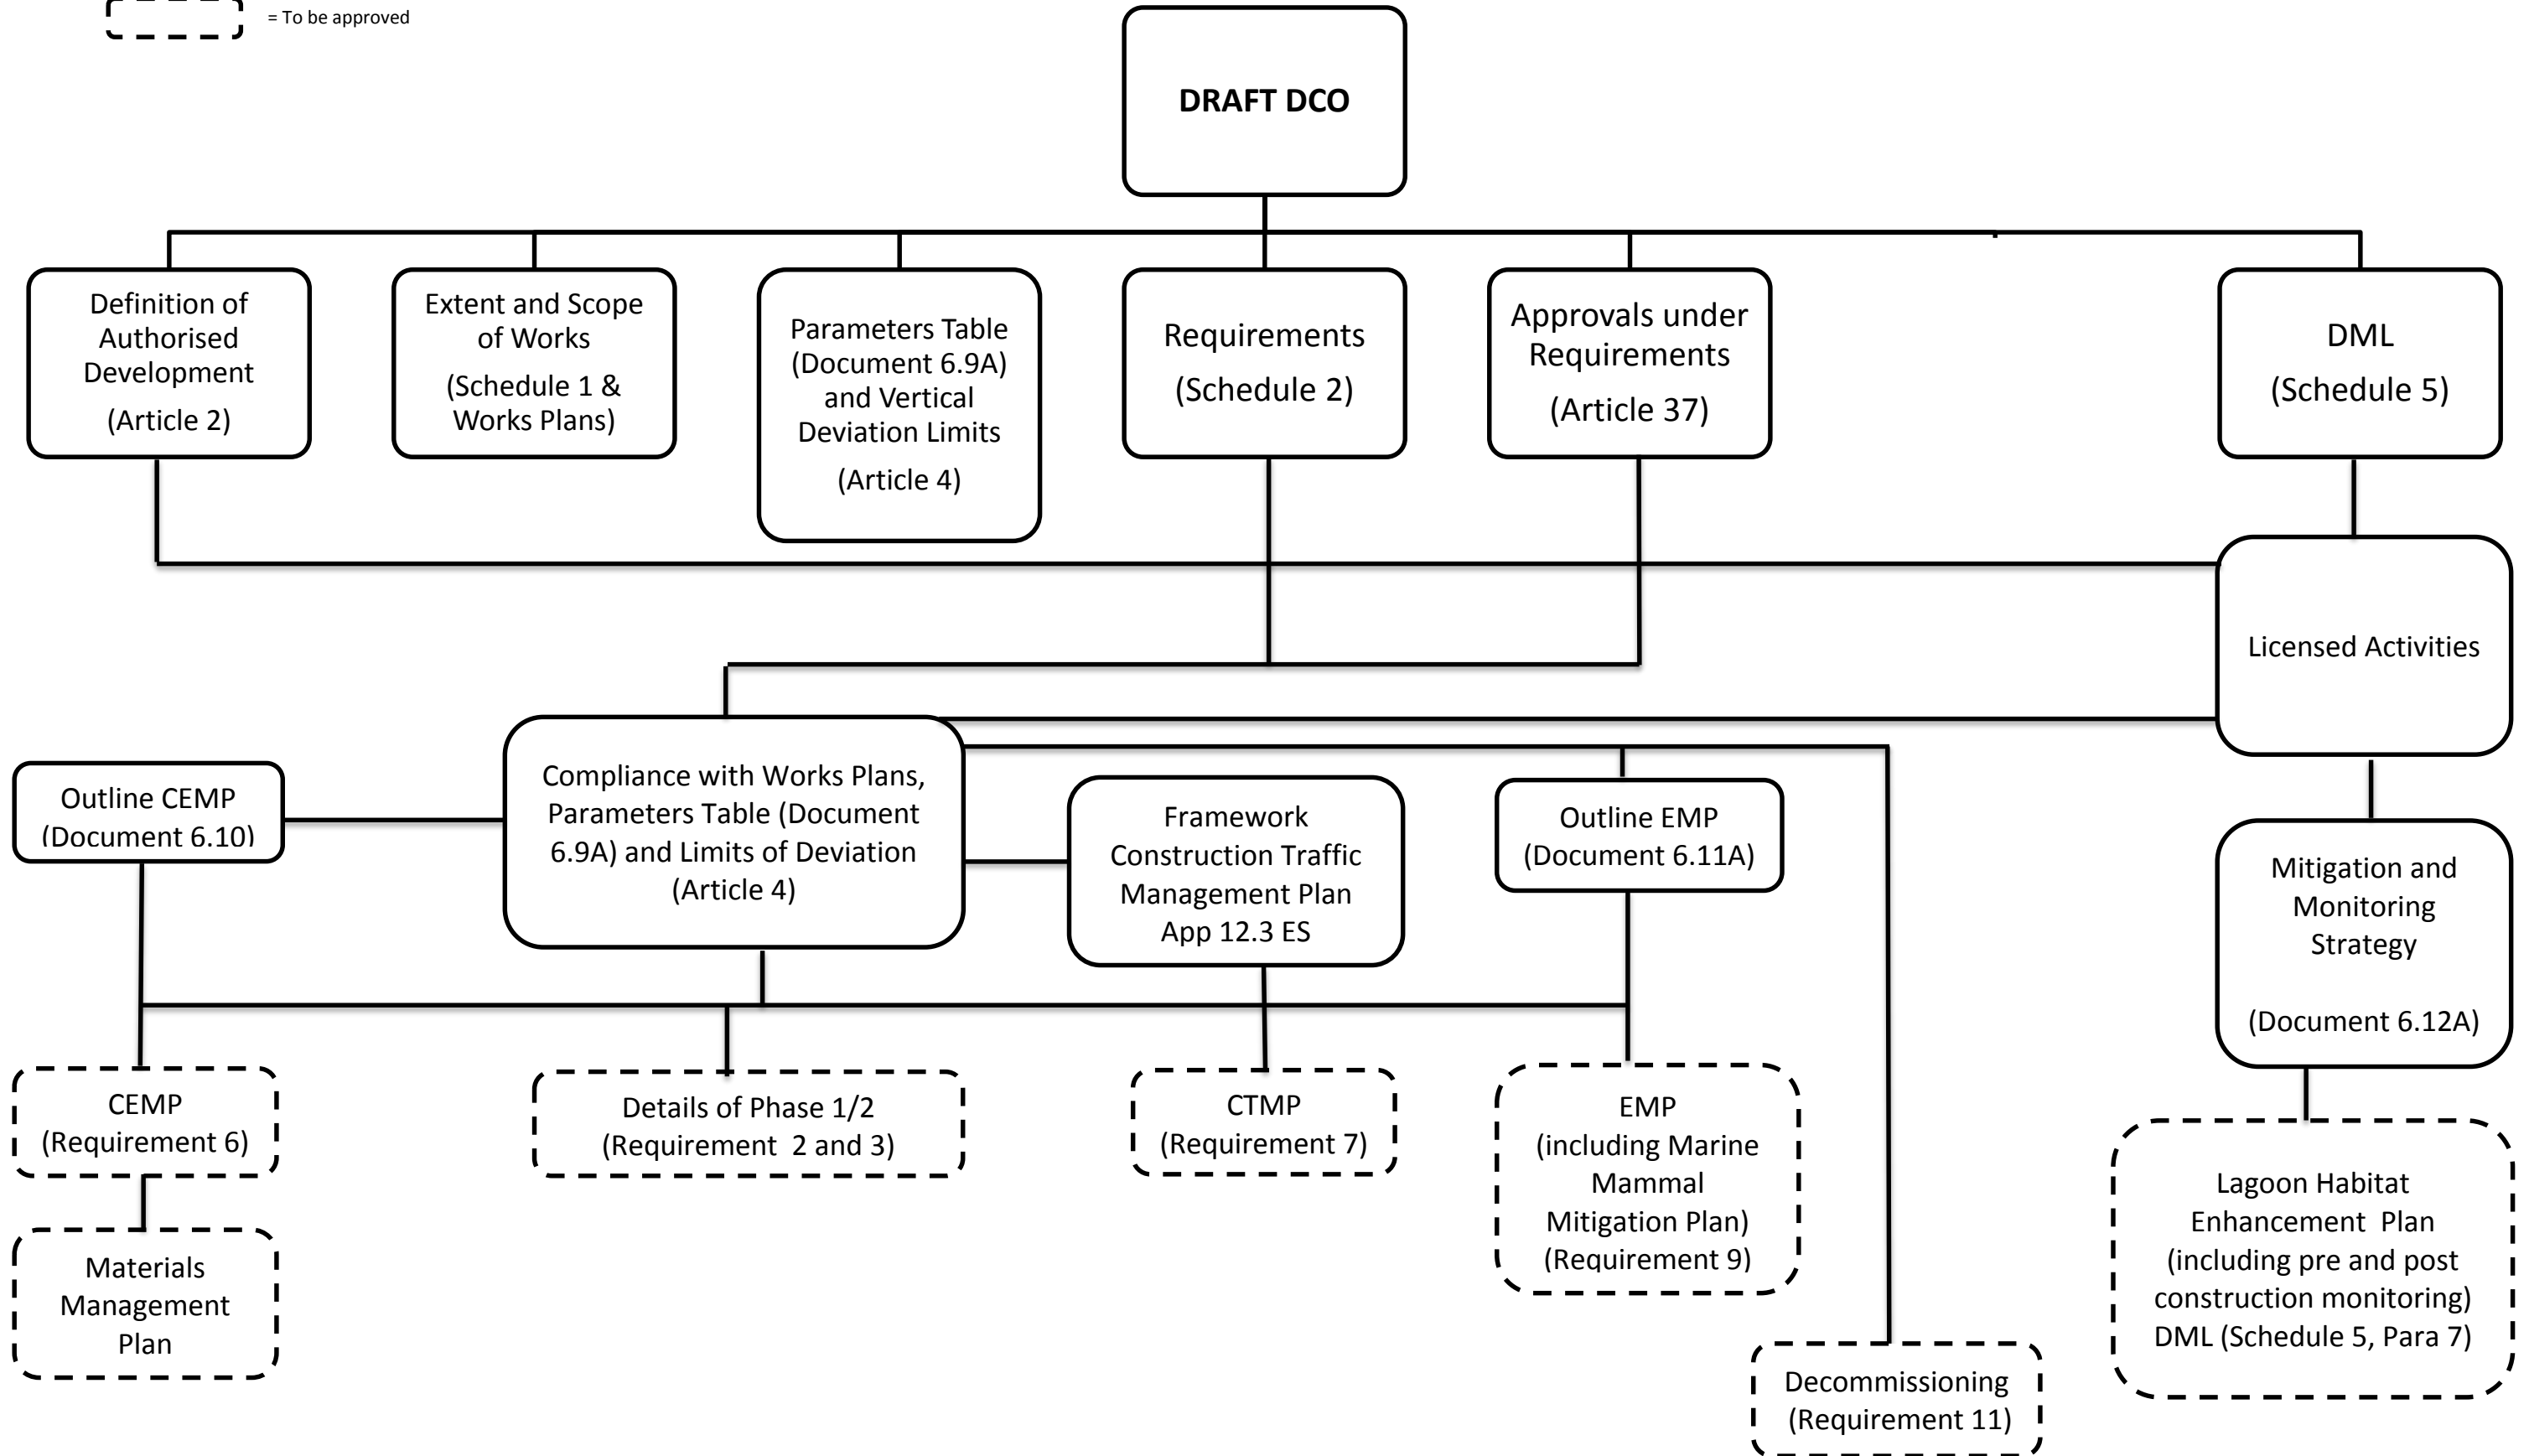 = To be approved
DRAFT DCO
Definition of
Authorised
Development
(Article 2)
Extent and Scope
of Works
(Schedule 1 &
Works Plans)
Parameters Table
(Document 6.9A)
and Vertical
Deviation Limits
(Article 4)
Requirements
(Schedule 2)
Approvals under
Requirements
(Article 37)
DML
(Schedule 5)
Licensed Activities
Outline CEMP
(Document 6.10)
Compliance with Works Plans,
Parameters Table (Document
6.9A) and Limits of Deviation
(Article 4)
Framework
Construction Traffic
Management Plan
App 12.3 ES
Outline EMP
(Document 6.11A)
Mitigation and
Monitoring
Strategy
(Document 6.12A)
CEMP
(Requirement 6)
Details of Phase 1/2
(Requirement 2 and 3)
CTMP
(Requirement 7)
EMP
(including Marine
Mammal
Mitigation Plan)
(Requirement 9)
Lagoon Habitat
Enhancement Plan
(including pre and post
construction monitoring)
DML (Schedule 5, Para 7)
Materials
Management
Plan
Decommissioning
(Requirement 11)